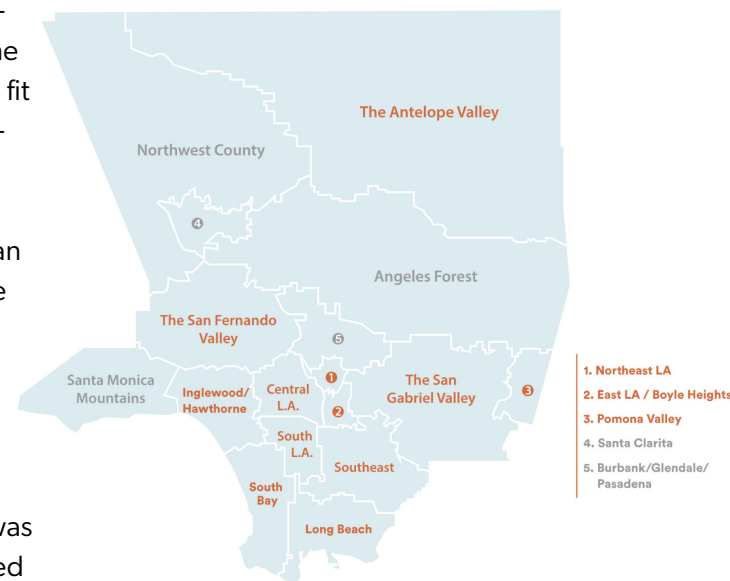 fit
an
The Antelope Valley
Northwest County
4
Angeles Forest
The San Fernando
Valley
5
Santa Monica
Mountains
Inglewood/
Hawthorne
Central
L.A.
1
2
The San
Gabriel Valley
3
South
L.A.
Southeast
South
Bay
Long Beach
1. Northeast LA
2. East LA / Boyle Heights
3. Pomona Valley
4. Santa Clarita
5. Burbank/Glendale/
Pasadena